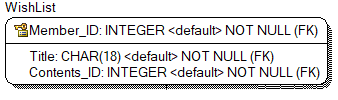 WishList
Member_ID: INTEGER <default> NOT NULL (FK)
Title: CHAR(18) <default> NOT NULL (FK)
Contents_ID: INTEGER <default> NOT NULL (FK)